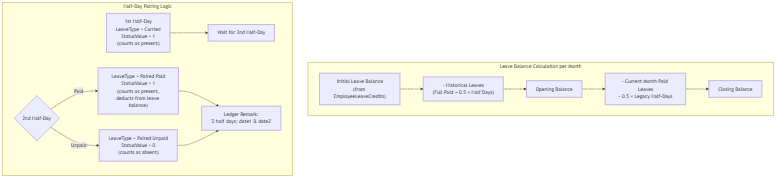 Half-Day Pairing Logic
1st Half-Day
LeaveType = Carried
StatusValue = 1
(counts as present)
Wait for 2nd Half-Day
2nd Half-Day
Paid
LeaveType = Paired Paid
StatusValue = 1
(counts as present,
deducts from leave
balance)
Unpaid
LeaveType = Paired Unpaid
StatusValue = 0
(counts as absent)
Ledger Remark:
'2 half days: date1 & date2'
Leave Balance Calculation per Month
Initial Leave Balance
(from
EmployeeLeaveCredits)
- Historical Leaves
(Full Paid + 0.5 × Half Days)
Opening Balance
- Current Month Paid
Leaves
- 0.5 × Legacy Half-Days
Closing Balance